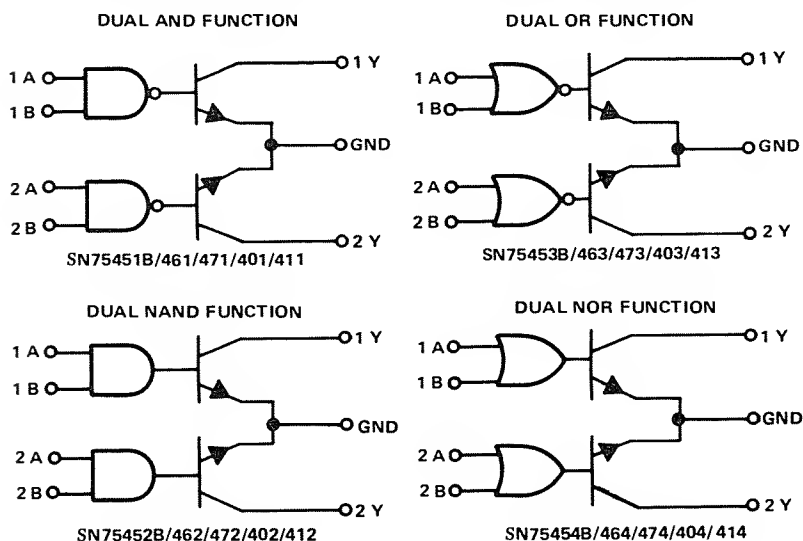 DUAL AND FUNCTION
1 A
1 B
1 Y
GND
2 A
2 B
2 Y
SN75451B/461/471/401/411
DUAL OR FUNCTION
1 A
1 B
1 Y
GND
2 A
2 B
2 Y
SN75453B/463/473/403/413
DUAL NAND FUNCTION
1 A
1 B
1 Y
GND
2 A
2 B
2 Y
SN75452B/462/472/402/412
DUAL NOR FUNCTION
1 A
1 B
1 Y
GND
2 A
2 B
2 Y
SN75454B/464/474/404/414